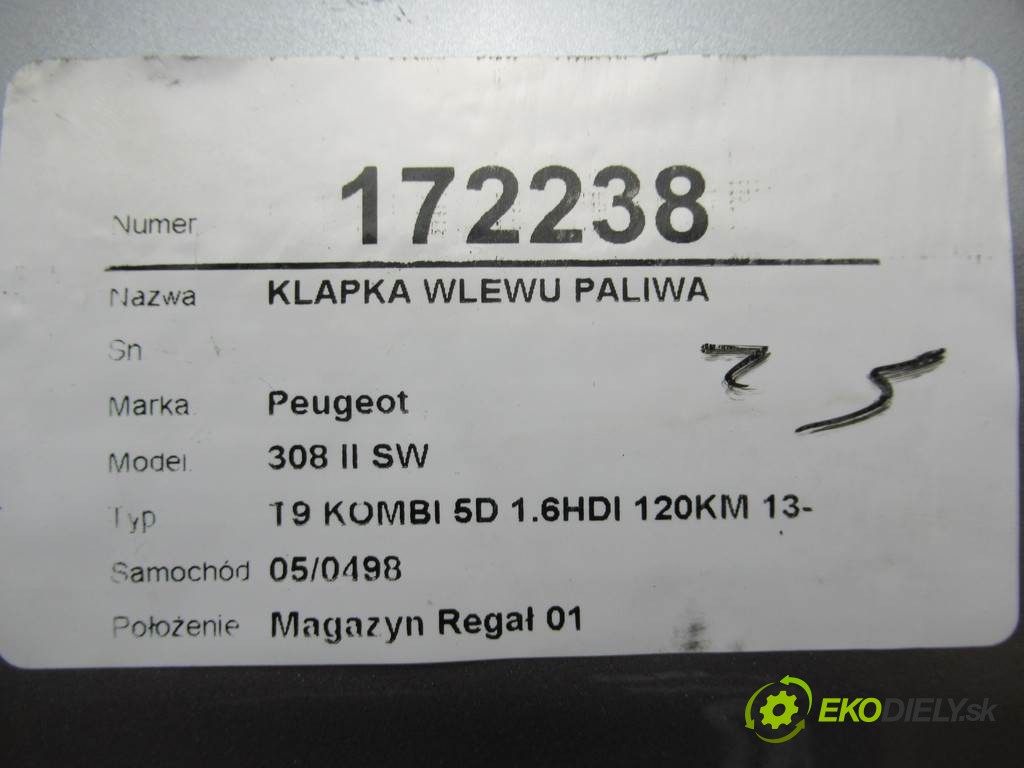 Numer 172238
Nazwa KLAPKA WLEWU PALIWA
Sn
Marka Peugeot
Model 308 II SW
Typ T9 KOMBI 5D 1.6HDI 120KM 13-
Samochód 05/0498
Położenie Magazyn Regał 01
EKODIELY.sk